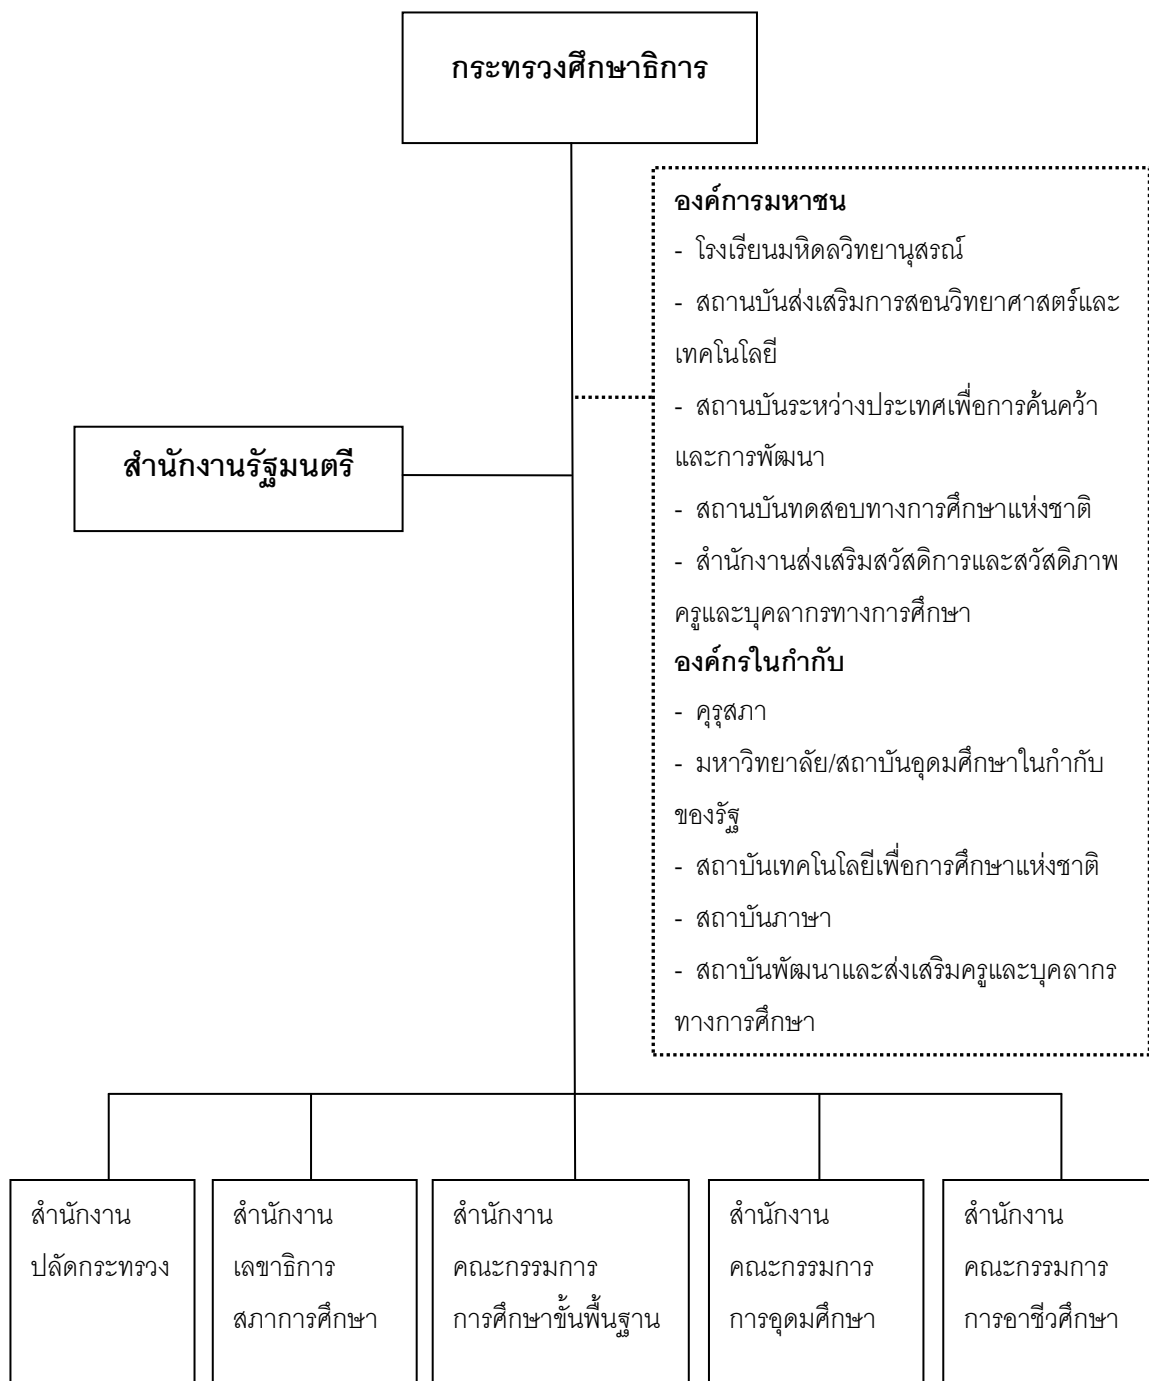 กระทรวงศึกษาธิการ
องค์การมหาชน
- โรงเรียนมหิดลวิทยานุสรณ์
- สถานบันส่งเสริมการสอนวิทยาศาสตร์และ
เทคโนโลยี
- สถานบันระหว่างประเทศเพื่อการค้นคว้า
และการพัฒนา
- สถานบันทดสอบทางการศึกษาแห่งชาติ
- สำนักงานส่งเสริมสวัสดิการและสวัสดิภาพ
ครูและบุคลากรทางการศึกษา
องค์กรในกำกับ
- คุรุสภา
- มหาวิทยาลัย/สถาบันอุดมศึกษาในกำกับ
ของรัฐ
- สถาบันเทคโนโลยีเพื่อการศึกษาแห่งชาติ
- สถาบันภาษา
- สถาบันพัฒนาและส่งเสริมครูและบุคลากร
ทางการศึกษา
สำนักงานรัฐมนตรี
สำนักงาน
ปลัดกระทรวง
สำนักงาน
เลขาธิการ
สภาการศึกษา
สำนักงาน
คณะกรรมการ
การศึกษาขั้นพื้นฐาน
สำนักงาน
คณะกรรมการ
การอุดมศึกษา
สำนักงาน
คณะกรรมการ
การอาชีวศึกษา